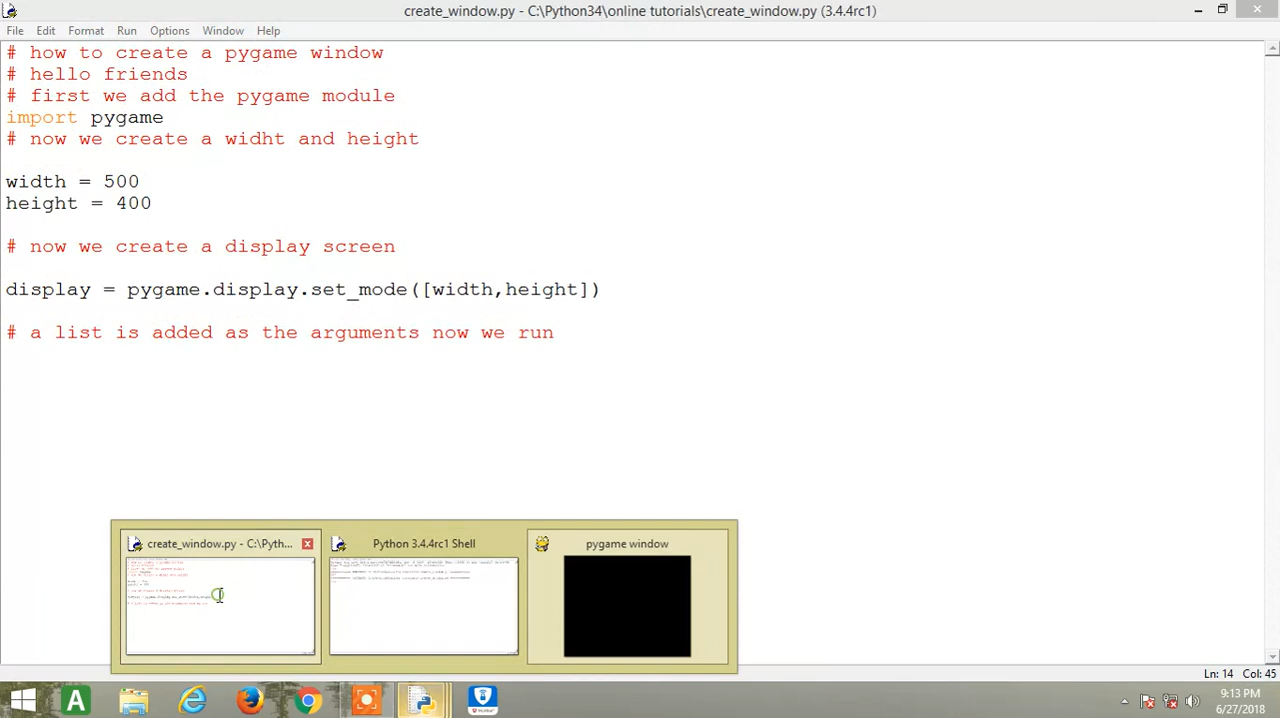 create_window.py - C:\Python34\online tutorials\create_window.py (3.4.4rc1)
File Edit Format Run Options Window Help
# how to create a pygame window
# hello friends
# first we add the pygame module
import pygame
# now we create a widht and height
width = 500
height = 400
# now we create a display screen
display = pygame.display.set_mode([width,height])
# a list is added as the arguments now we run
create_window.py - C:\Pyth...
Python 3.4.4rc1 Shell
pygame window
Ln: 14 Col: 45
A
9:13 PM
6/27/2018